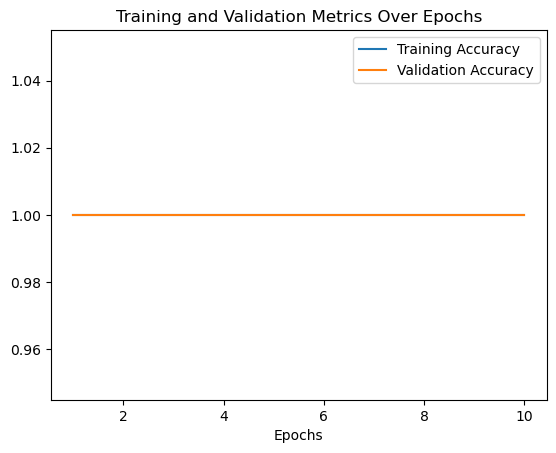 Training and Validation Metrics Over Epochs
Training Accuracy
Validation Accuracy
1.04
1.02
1.00
0.98
0.96
2 4 6 8 10
Epochs